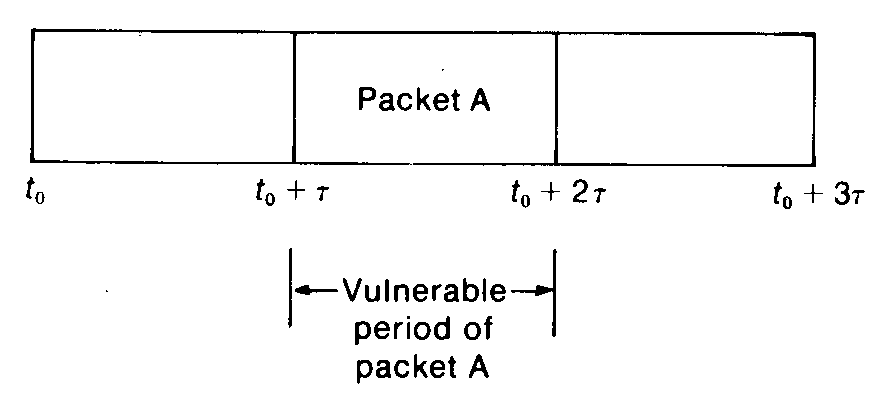 Packet A
t₀ t₀ + τ t₀ + 2τ t₀ + 3τ
Vulnerable
period of
packet A